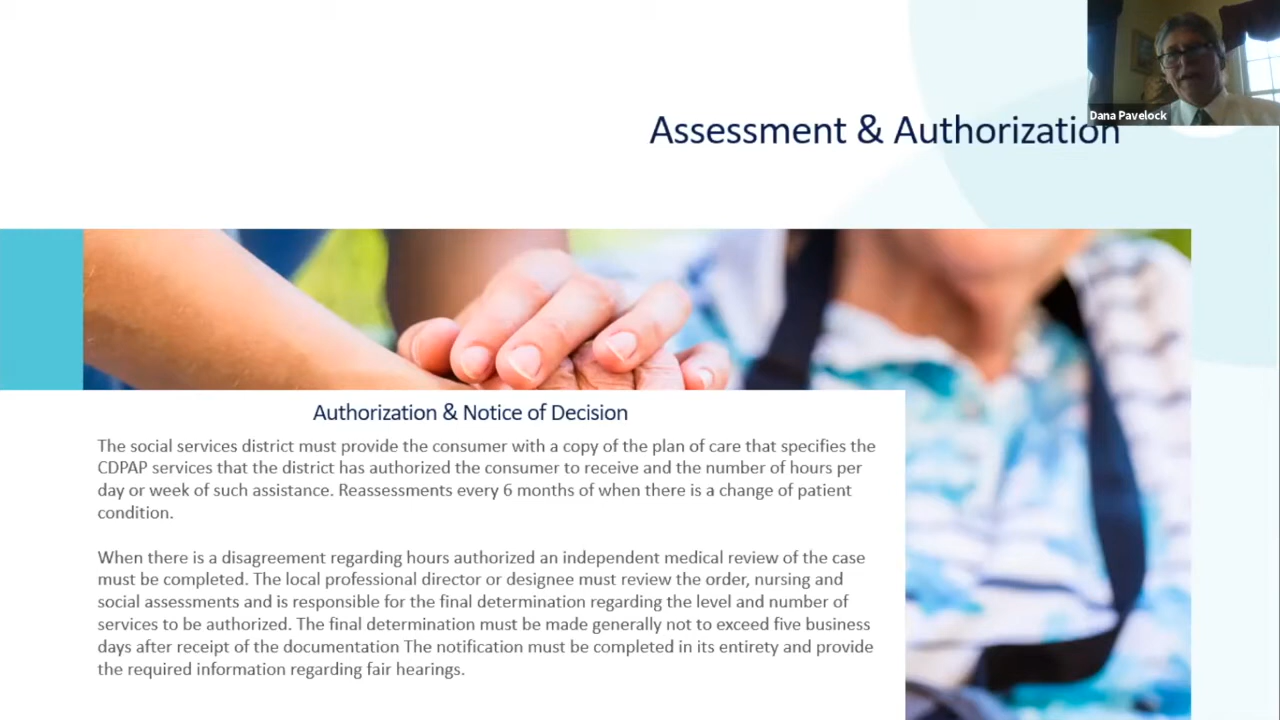 Dana Pavelock
Assessment & Authorization
Authorization & Notice of Decision
The social services district must provide the consumer with a copy of the plan of care that specifies the
CDPAP services that the district has authorized the consumer to receive and the number of hours per
day or week of such assistance. Reassessments every 6 months of when there is a change of patient
condition.
When there is a disagreement regarding hours authorized an independent medical review of the case
must be completed. The local professional director or designee must review the order, nursing and
social assessments and is responsible for the final determination regarding the level and number of
services to be authorized. The final determination must be made generally not to exceed five business
days after receipt of the documentation The notification must be completed in its entirety and provide
the required information regarding fair hearings.